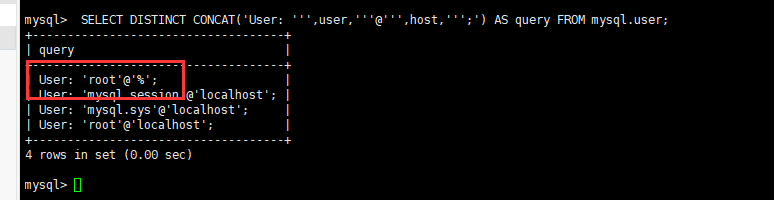 mysql>  SELECT DISTINCT CONCAT('User: ''',user,'''@''',host,''';') AS query FROM mysql.user;
+------------------------------------+
| query                              |
+------------------------------------+
| User: 'root'@'%';                  |
| User: 'mysql.session'@'localhost'; |
| User: 'mysql.sys'@'localhost';     |
| User: 'root'@'localhost';          |
+------------------------------------+
4 rows in set (0.00 sec)
mysql>